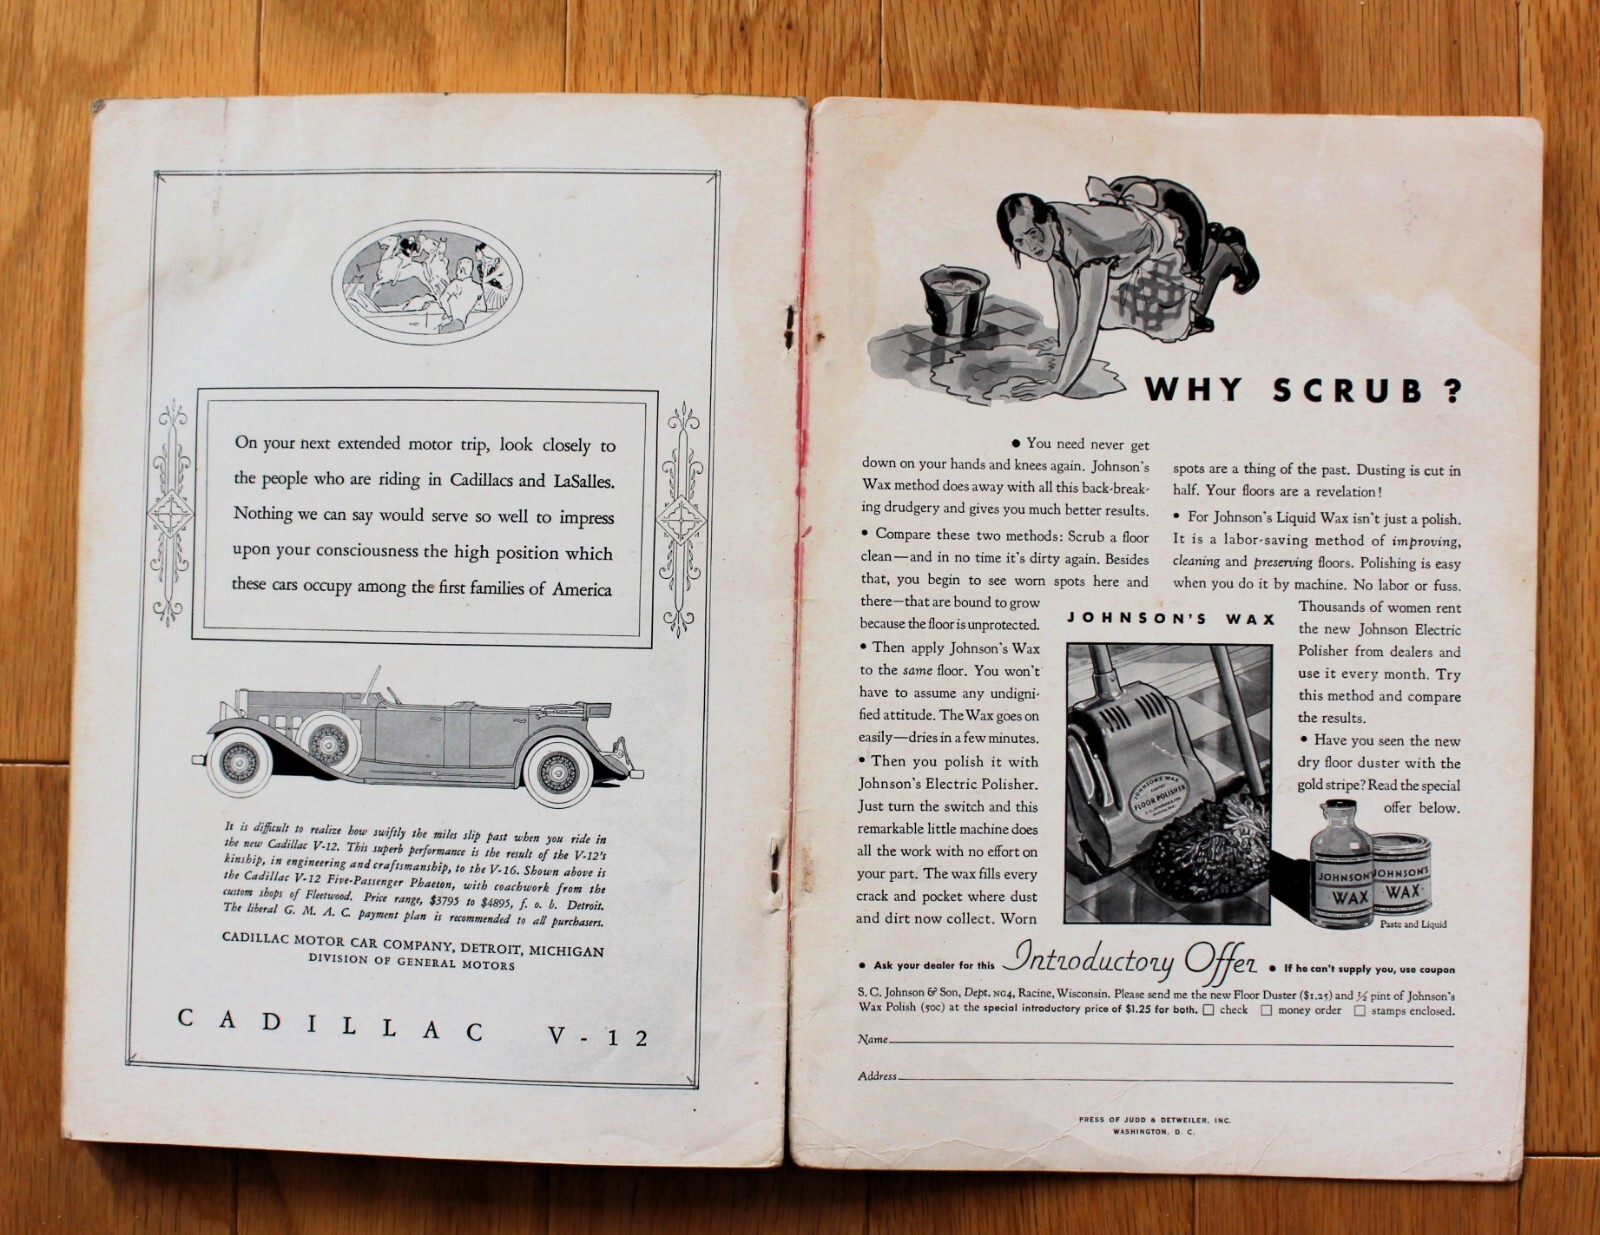 On your next extended motor trip, look closely to
the people who are riding in Cadillacs and LaSalles.
Nothing we can say would serve so well to impress
upon your consciousness the high position which
these cars occupy among the first families of America
It is difficult to realize how swiftly the miles slip past when you ride in
the new Cadillac V-12. This superb performance is the result of the V-12's
kinship, in engineering and craftsmanship, to the V-16. Shown above is
the Cadillac V-12 Five-Passenger Phaeton, with coachwork from the
custom shops of Fleetwood. Price range, $3795 to $4895, f. o. b. Detroit.
The liberal G. M. A. C. payment plan is recommended to all purchasers.
CADILLAC MOTOR CAR COMPANY, DETROIT, MICHIGAN
DIVISION OF GENERAL MOTORS
CADILLAC V-12
WHY SCRUB?
• You need never get
down on your hands and knees again. Johnson's
Wax method does away with all this back-break-
ing drudgery and gives you much better results.
• Compare these two methods: Scrub a floor
clean—and in no time it's dirty again. Besides
that, you begin to see worn spots here and
there—that are bound to grow
because the floor is unprotected.
• Then apply Johnson's Wax
to the same floor. You won't
have to assume any undigni-
fied attitude. The Wax goes on
easily—dries in a few minutes.
• Then you polish it with
Johnson's Electric Polisher.
Just turn the switch and this
remarkable little machine does
all the work with no effort on
your part. The wax fills every
crack and pocket where dust
and dirt now collect. Worn
spots are a thing of the past. Dusting is cut in
half. Your floors are a revelation!
• For Johnson's Liquid Wax isn't just a polish.
It is a labor-saving method of improving,
cleaning and preserving floors. Polishing is easy
when you do it by machine. No labor or fuss.
Thousands of women rent
the new Johnson Electric
Polisher from dealers and
use it every month. Try
this method and compare
the results.
• Have you seen the new
dry floor duster with the
gold stripe? Read the special
offer below.
JOHNSON'S WAX
JOHNSON'S WAX
FLOOR POLISHER
JOHNSON'S
WAX
JOHNSON'S
WAX
Paste and Liquid
• Ask your dealer for this Introductory Offer • If he can't supply you, use coupon
S. C. Johnson & Son, Dept. NG4, Racine, Wisconsin. Please send me the new Floor Duster ($1.25) and ½ pint of Johnson's
Wax Polish (50c) at the special introductory price of $1.25 for both. ☐ check ☐ money order ☐ stamps enclosed.
Name
Address
PRESS OF JUDD & DETWEILER, INC.
WASHINGTON, D. C.